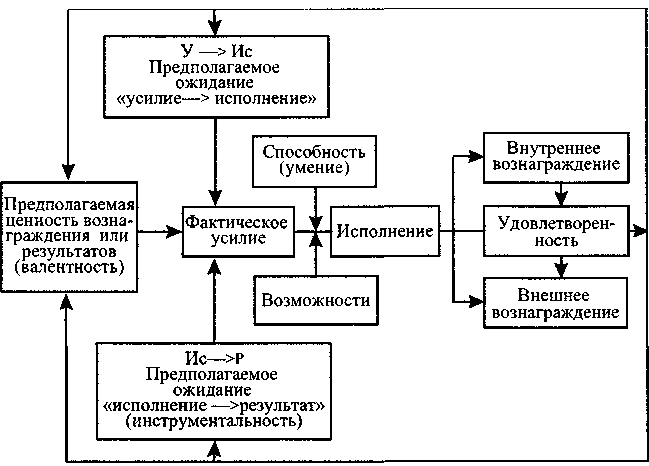 У —> Ис
Предполагаемое
ожидание
«усилие—> исполнение»
Способность
(умение)
Внутреннее
вознаграждение
Предполагаемая
ценность возна-
граждения или
результатов
(валентность)
Фактическое
усилие
Исполнение
Удовлетворен-
ность
Возможности
Внешнее
вознаграждение
Ис—>Р
Предполагаемое
ожидание
«исполнение —>результат»
(инструментальность)